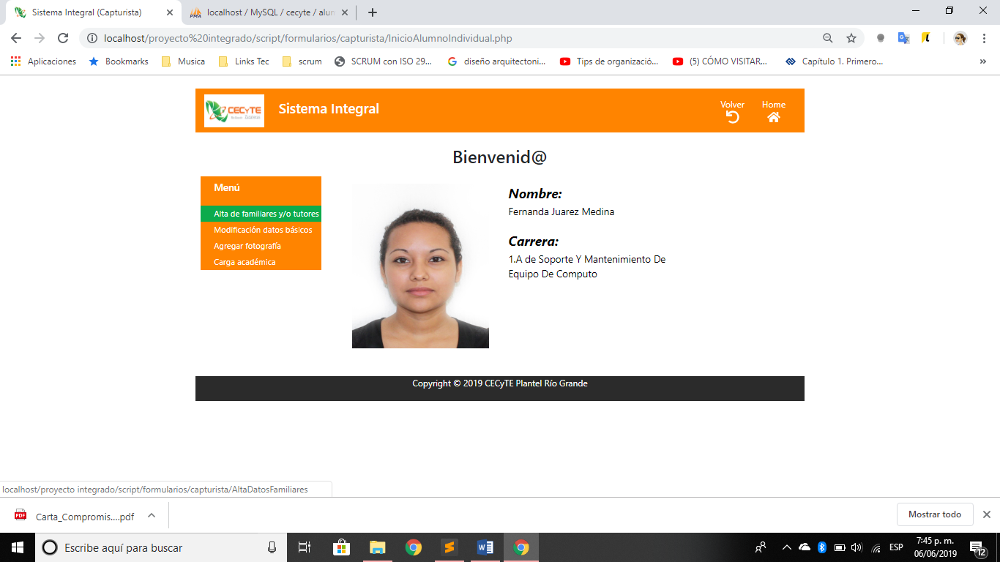 Sistema Integral (Capturista)
localhost / MySQL / cecyte / alun
localhost/proyecto%20integrado/script/formularios/capturista/InicioAlumnoIndividual.php
Aplicaciones
Bookmarks
Musica
Links Tec
scrum
SCRUM con ISO 29...
diseño arquitectoni...
Tips de organizació...
(5) CÓMO VISITAR...
Capítulo 1. Primero...
»
CECyTE
Sistema Integral
Volver
Home
Bienvenid@
Menú
Alta de familiares y/o tutores
Modificación datos básicos
Agregar fotografía
Carga académica
Nombre:
Fernanda Juarez Medina
Carrera:
1.A de Soporte Y Mantenimiento De
Equipo De Computo
Copyright © 2019 CECyTE Plantel Río Grande
localhost/proyecto integrado/script/formularios/capturista/AltaDatosFamiliares
PDF
Carta_Compromis....pdf
Mostrar todo
Escribe aquí para buscar
ESP
7:45 p. m.
06/06/2019
12